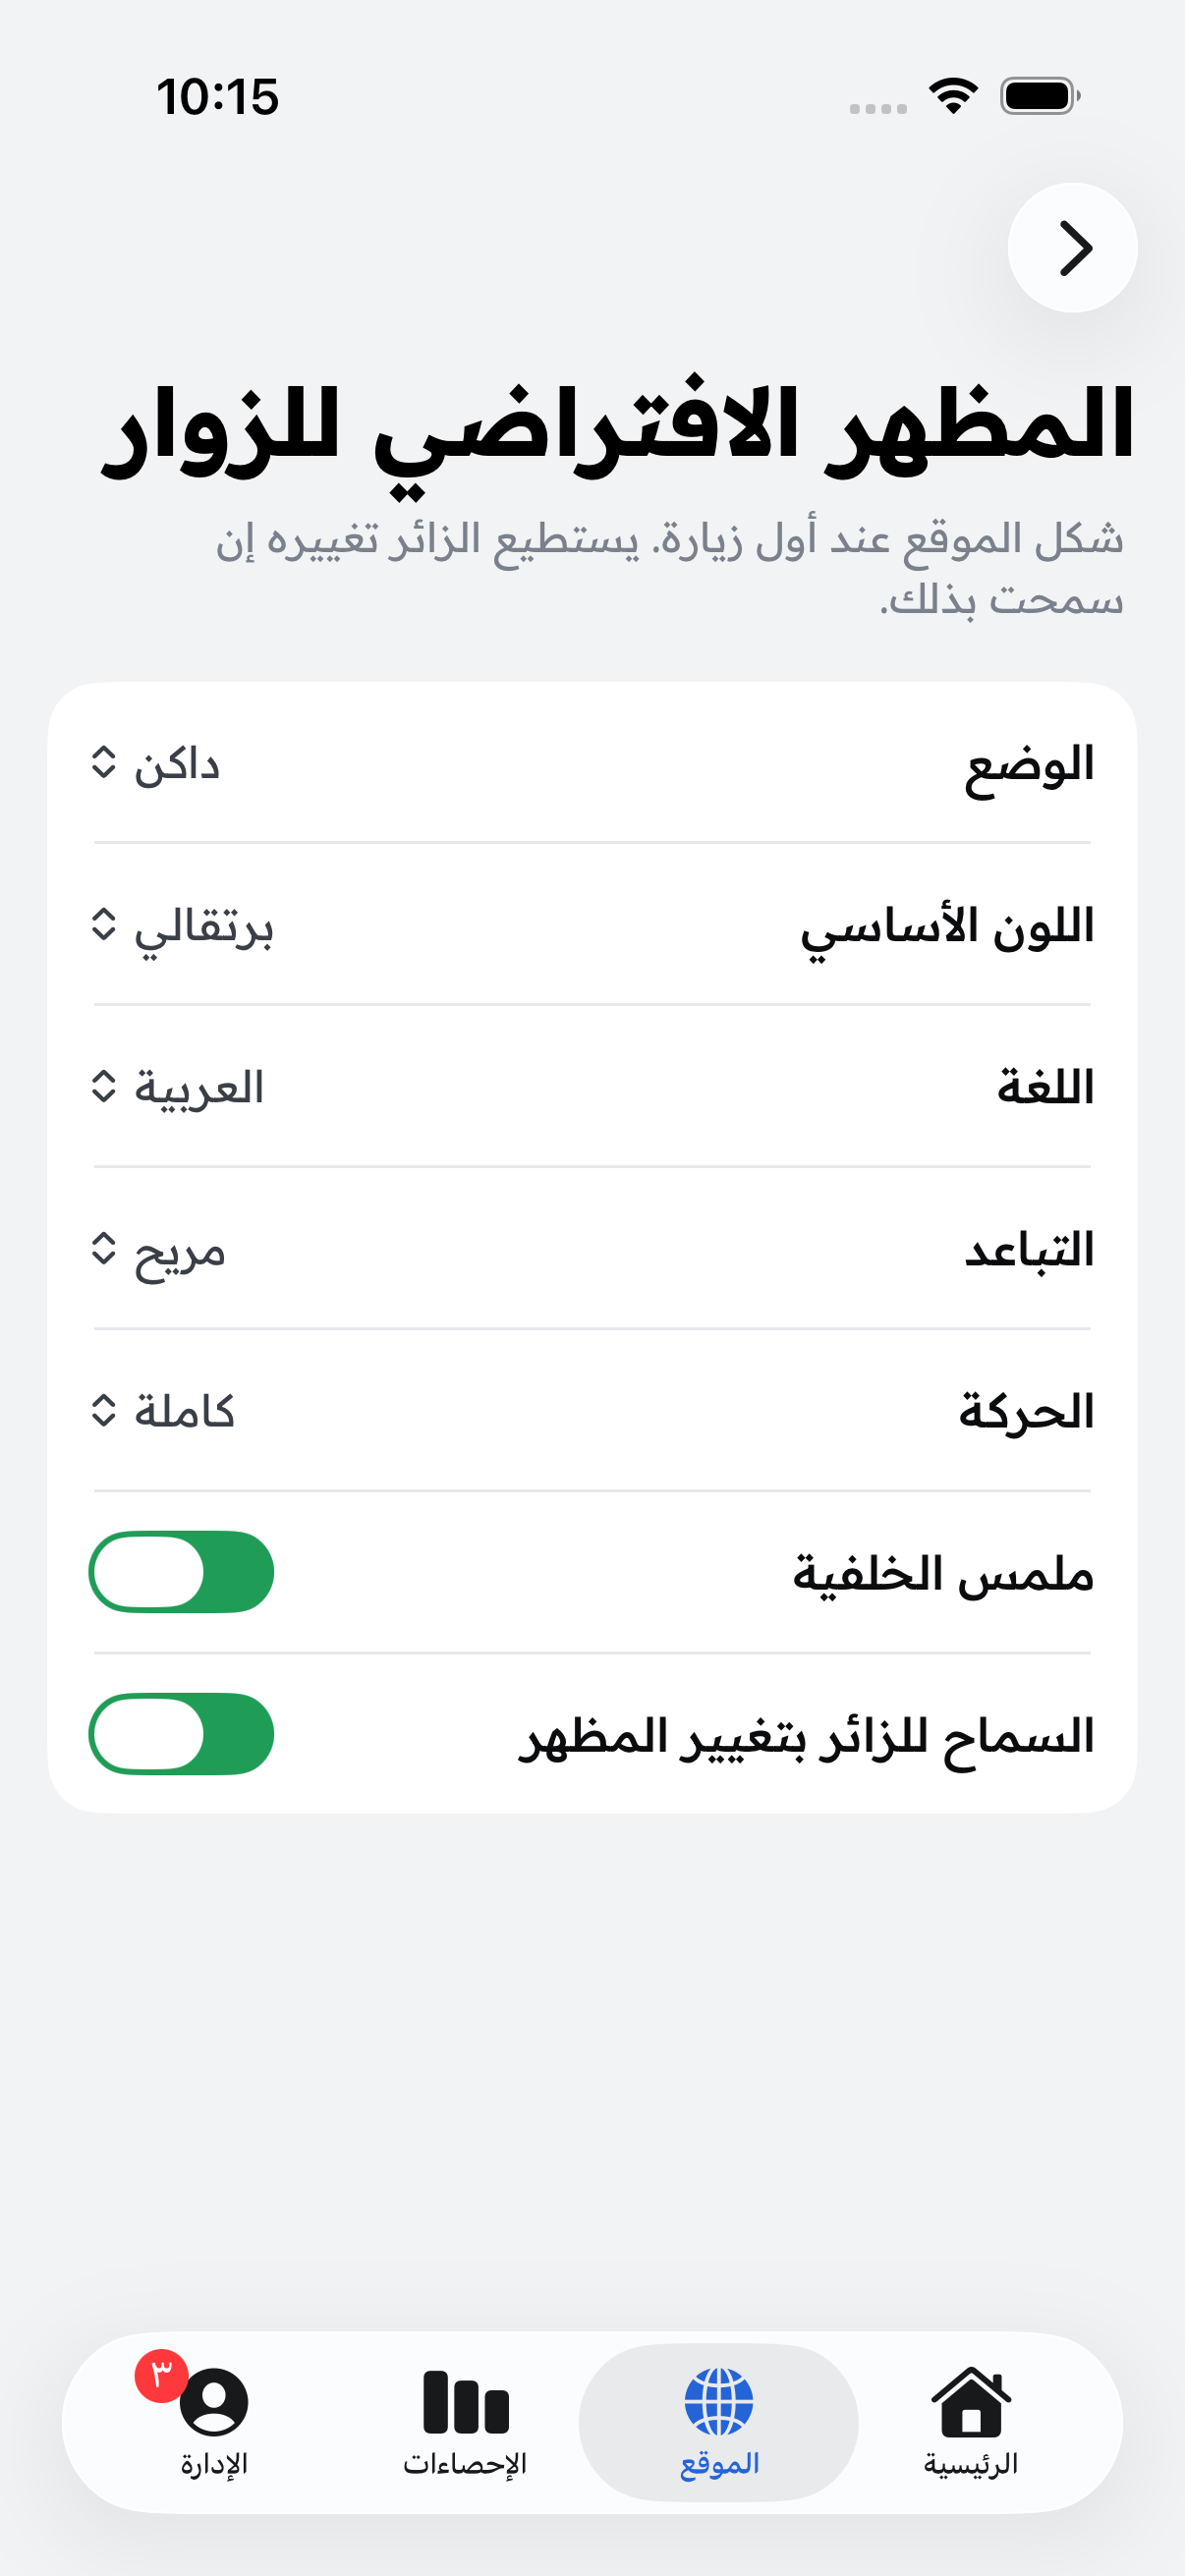 10:15
المظهر الافتراضي للزوار
شكل الموقع عند أول زيارة. يستطيع الزائر تغييره إن
سمحت بذلك.
الوضع داكن
اللون الأساسي برتقالي
اللغة العربية
التباعد مريح
الحركة كاملة
ملمس الخلفية
السماح للزائر بتغيير المظهر
٣
الرئيسية الموقع الإحصاءات الإدارة